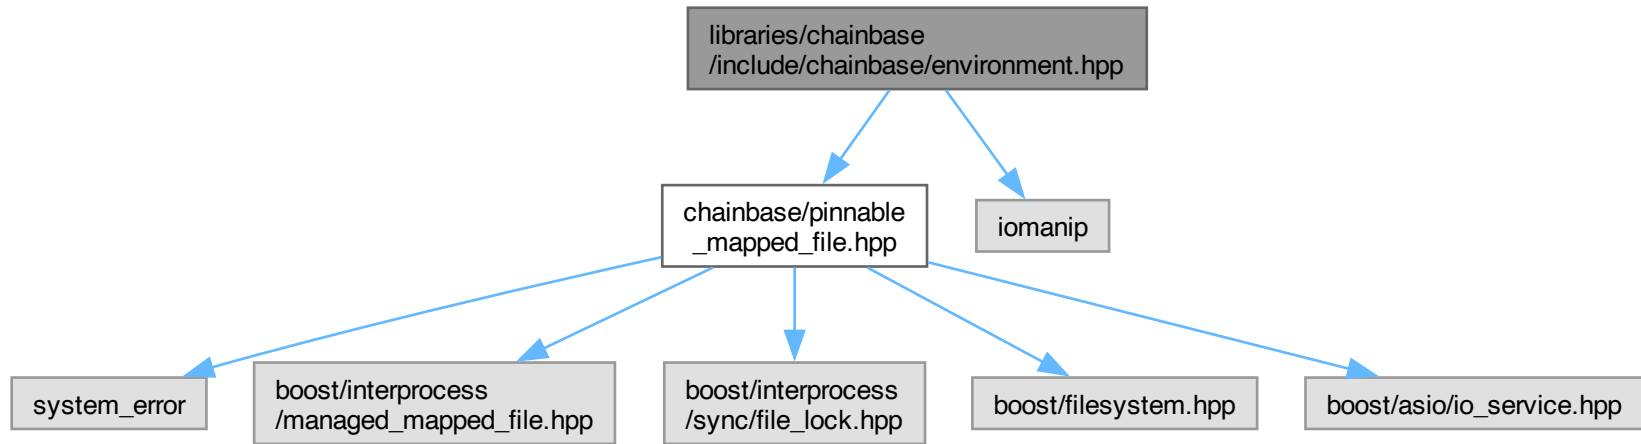 libraries/chainbase
/include/chainbase/environment.hpp
chainbase/pinnable
_mapped_file.hpp
iomanip
system_error
boost/interprocess
/managed_mapped_file.hpp
boost/interprocess
/sync/file_lock.hpp
boost/filesystem.hpp
boost/asio/io_service.hpp